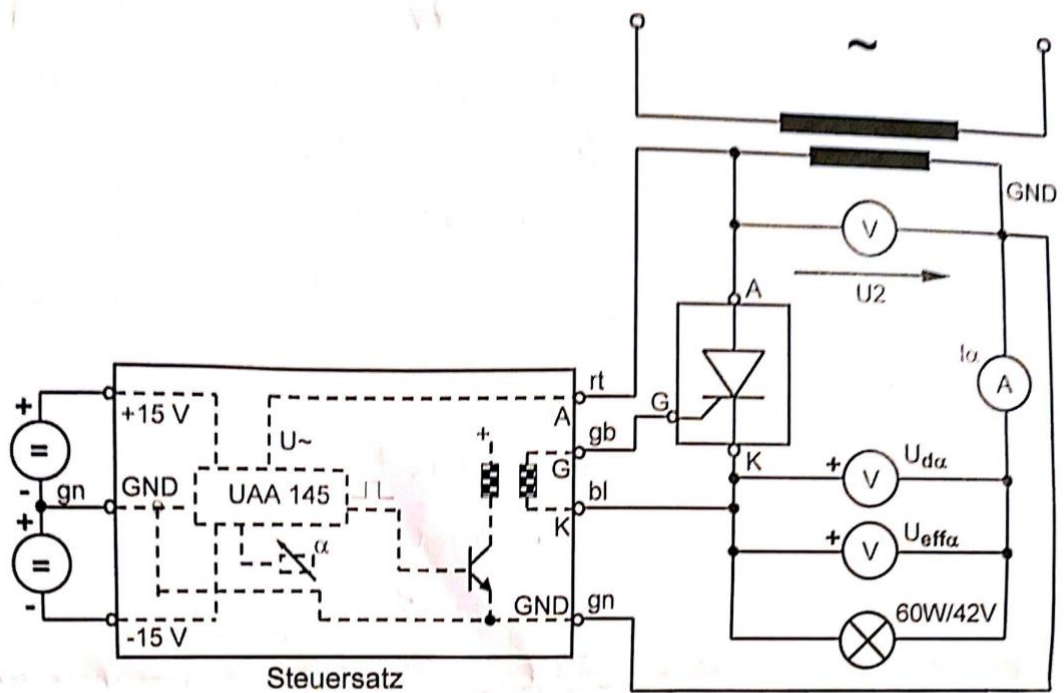 ~
GND
V
U2
A
Iα
A
G
K
+ V Udα
+ V Ueffα
60W/42V
rt
A
gb
G
bl
K
GND gn
+
=
-
gn
+
=
-
+15 V
U~
+
GND
UAA 145
α
-15 V
Steuersatz